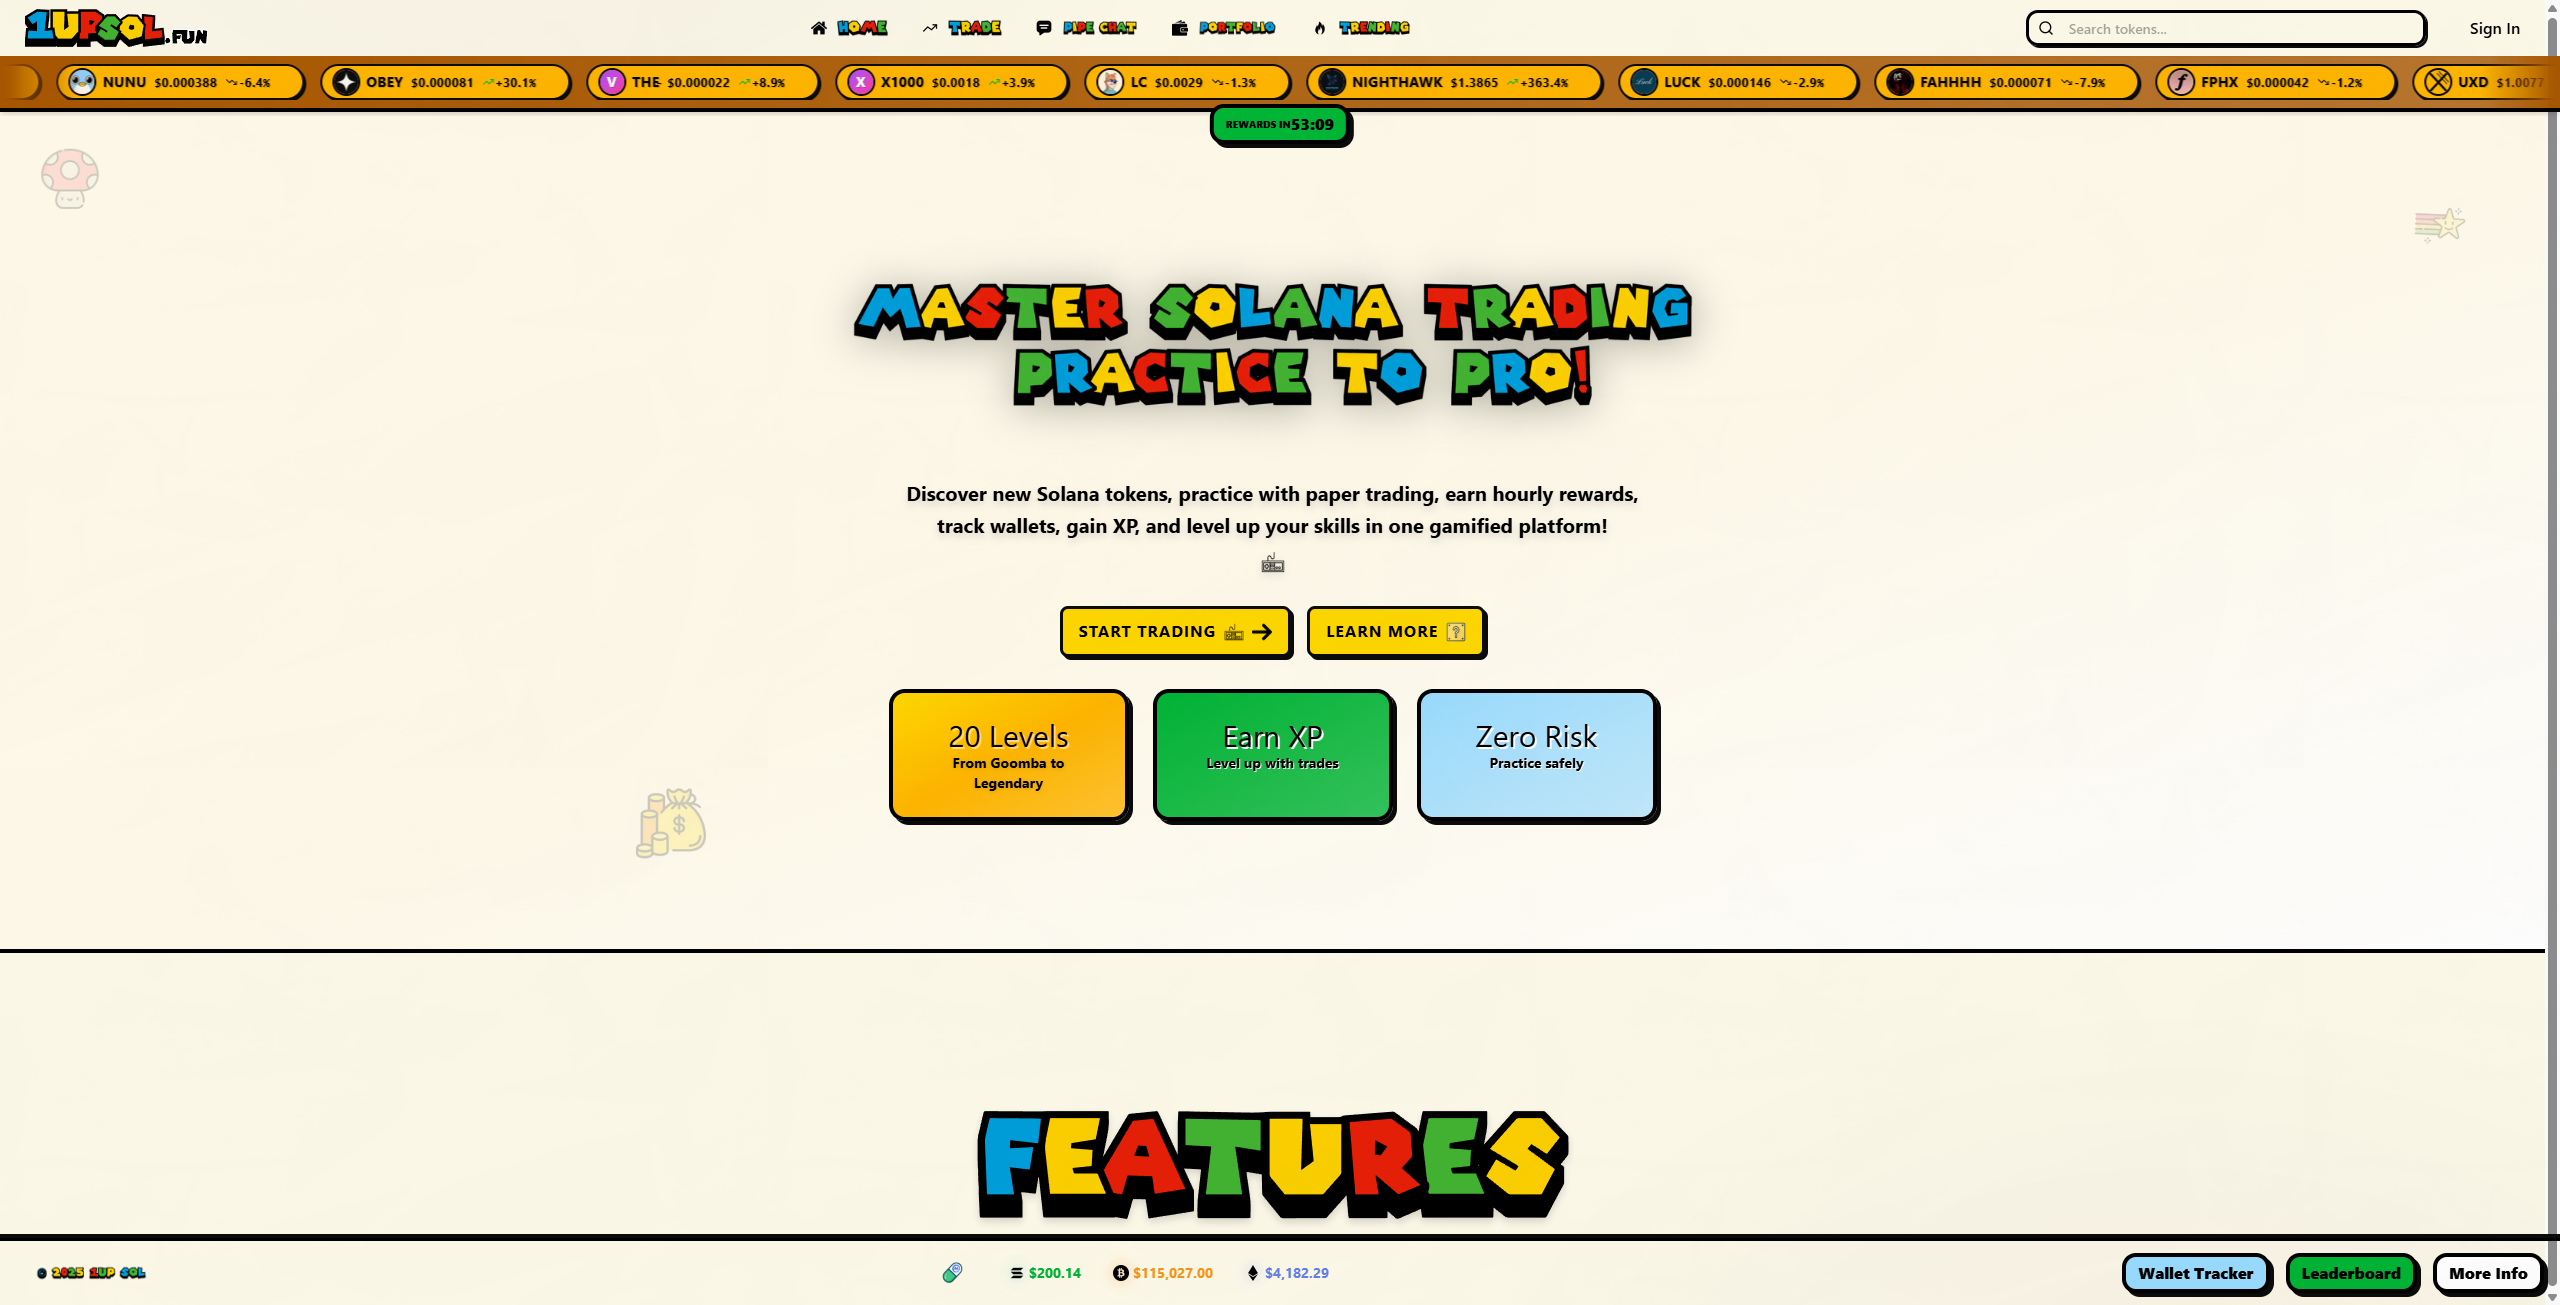 1UPSOL.FUN
HOME
TRADE
PIPE CHAT
PORTFOLIO
TRENDING
Search tokens...
Sign In
NUNU $0.000388 -6.4%
OBEY $0.000081 +30.1%
V THE $0.000022 +8.9%
X X1000 $0.0018 +3.9%
LC $0.0029 -1.3%
NIGHTHAWK $1.3865 +363.4%
Luck LUCK $0.000146 -2.9%
FAHHHH $0.000071 -7.9%
f FPHX $0.000042 -1.2%
UXD $1.0077
REWARDS IN 53:09
MASTER SOLANA TRADING
PRACTICE TO PRO!
Discover new Solana tokens, practice with paper trading, earn hourly rewards,
track wallets, gain XP, and level up your skills in one gamified platform!
START TRADING
LEARN MORE
20 Levels
From Goomba to
Legendary
Earn XP
Level up with trades
Zero Risk
Practice safely
FEATURES
© 2025 1UP SOL
$200.14
$115,027.00
$4,182.29
Wallet Tracker
Leaderboard
More Info